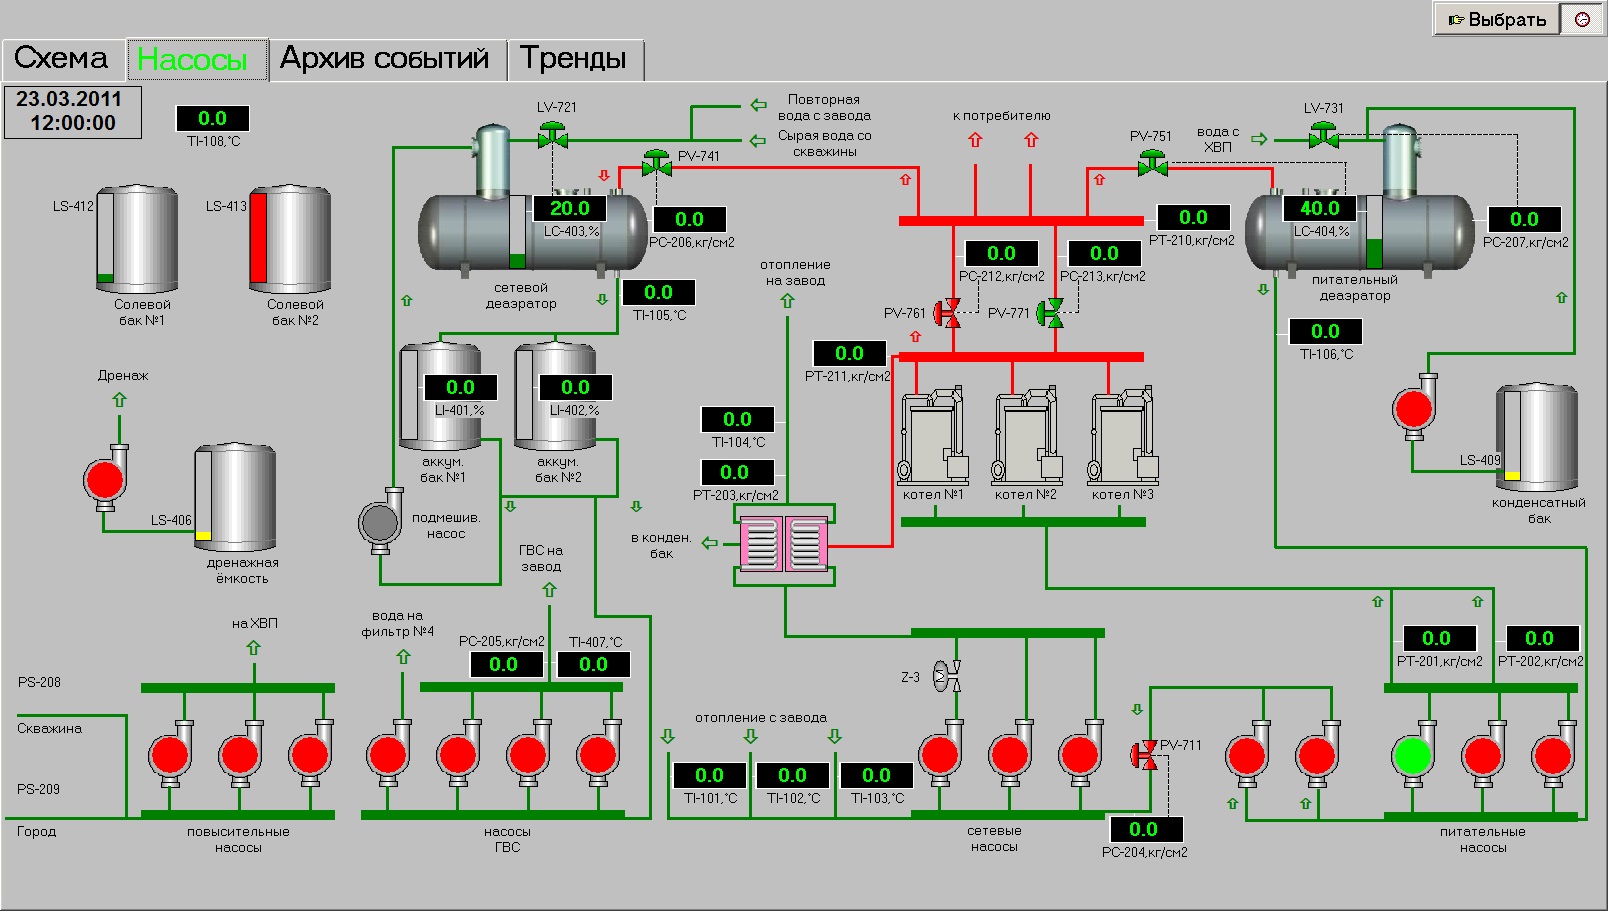 Выбрать
Схема
Насосы
Архив событий
Тренды
23.03.2011
12:00:00
0.0
TI-108,°C
LV-721
Повторная
вода с завода
Сырая вода со
скважины
к потребителю
LV-731
PV-751
вода с
ХВП
PV-741
LS-412
LS-413
20.0
LC-403,%
0.0
PC-206,кг/см2
0.0
PT-210,кг/см2
40.0
LC-404,%
0.0
PC-207,кг/см2
0.0
PC-212,кг/см2
0.0
PC-213,кг/см2
отопление
на завод
сетевой
деаэратор
питательный
деаэратор
0.0
TI-105,°C
Солевой
бак №1
Солевой
бак №2
PV-761
PV-771
0.0
TI-106,°C
0.0
PT-211,кг/см2
Дренаж
0.0
LI-401,%
0.0
LI-402,%
0.0
TI-104,°C
аккум.
бак №1
аккум.
бак №2
0.0
PT-203,кг/см2
котел №1
котел №2
котел №3
LS-409
конденсатный
бак
LS-406
подмешив.
насос
дренажная
ёмкость
в конден.
бак
ГВС на
завод
на ХВП
вода на
фильтр №4
PC-205,кг/см2
0.0
TI-407,°C
0.0
0.0
PT-201,кг/см2
0.0
PT-202,кг/см2
Z-3
PS-208
Скважина
отопление с завода
PV-711
0.0
TI-101,°C
0.0
TI-102,°C
0.0
TI-103,°C
PS-209
Город
повысительные
насосы
насосы
ГВС
сетевые
насосы
0.0
PC-204,кг/см2
питательные
насосы